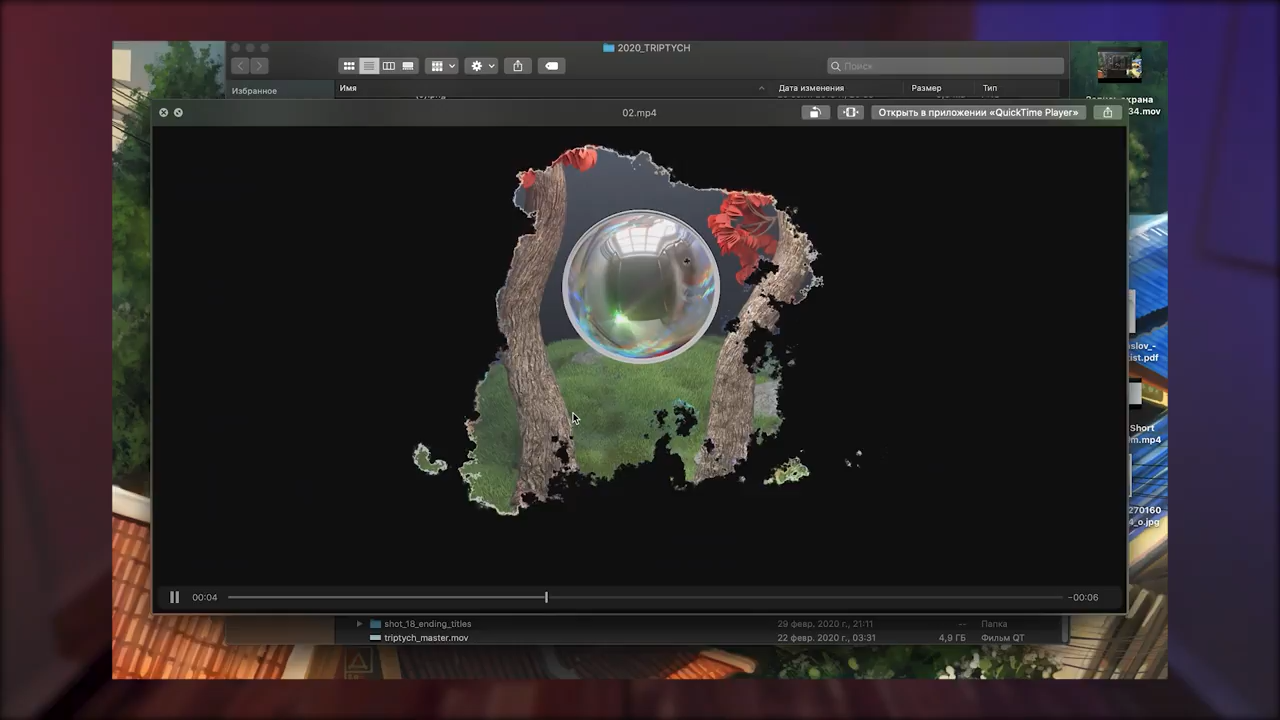 2020_TRIPTYCH
Поиск
Избранное
Имя
Дата изменения
Размер
Тип
34.mov
02.mp4
Открыть в приложении «QuickTime Player»
ist.pdf
Short
m.mp4
270160
4_o.jpg
00:04
−00:06
shot_18_ending_titles
29 февр. 2020 г., 21:11
--
Папка
triptych_master.mov
22 февр. 2020 г., 03:31
4,9 ГБ
Фильм QT